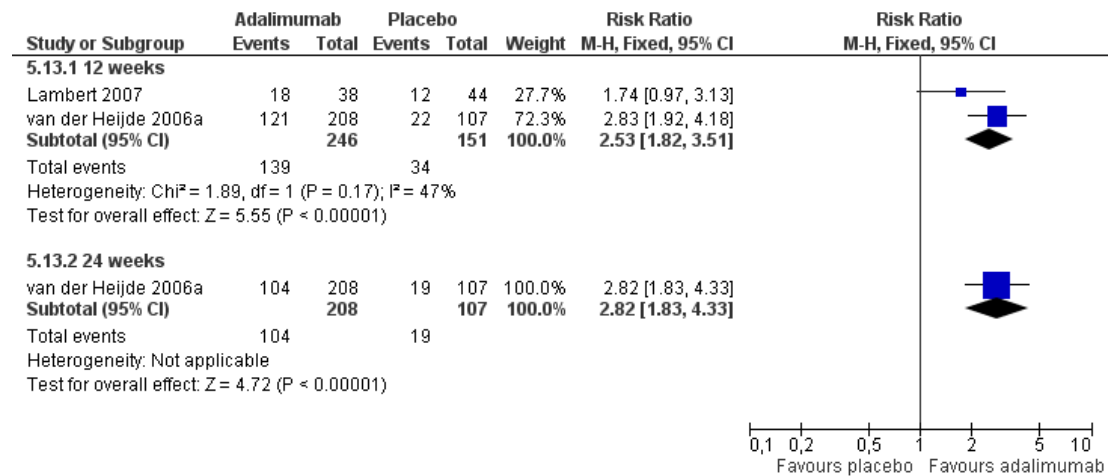 Adalimumab Placebo Risk Ratio Risk Ratio
Study or Subgroup Events Total Events Total Weight M-H, Fixed, 95% CI M-H, Fixed, 95% CI
5.13.1 12 weeks
Lambert 2007 18 38 12 44 27.7% 1.74 [0.97, 3.13]
van der Heijde 2006a 121 208 22 107 72.3% 2.83 [1.92, 4.18]
Subtotal (95% CI) 246 151 100.0% 2.53 [1.82, 3.51]
Total events 139 34
Heterogeneity: Chi² = 1.89, df = 1 (P = 0.17); I² = 47%
Test for overall effect: Z = 5.55 (P < 0.00001)
5.13.2 24 weeks
van der Heijde 2006a 104 208 19 107 100.0% 2.82 [1.83, 4.33]
Subtotal (95% CI) 208 107 100.0% 2.82 [1.83, 4.33]
Total events 104 19
Heterogeneity: Not applicable
Test for overall effect: Z = 4.72 (P < 0.00001)
0,1 0,2 0,5 1 2 5 10
Favours placebo Favours adalimumab